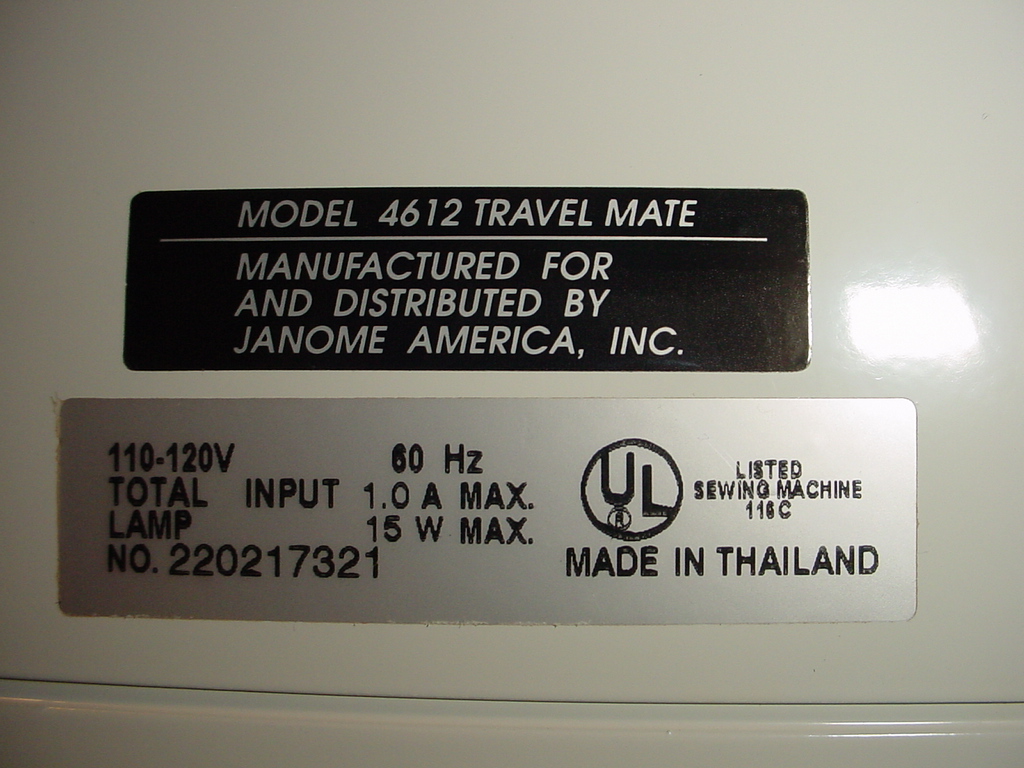 MODEL 4612 TRAVEL MATE
MANUFACTURED FOR
AND DISTRIBUTED BY
JANOME AMERICA, INC.
110-120V 60 Hz
TOTAL INPUT 1.0 A MAX.
LAMP 15 W MAX.
NO. 220217321
UL ®
LISTED
SEWING MACHINE
116C
MADE IN THAILAND